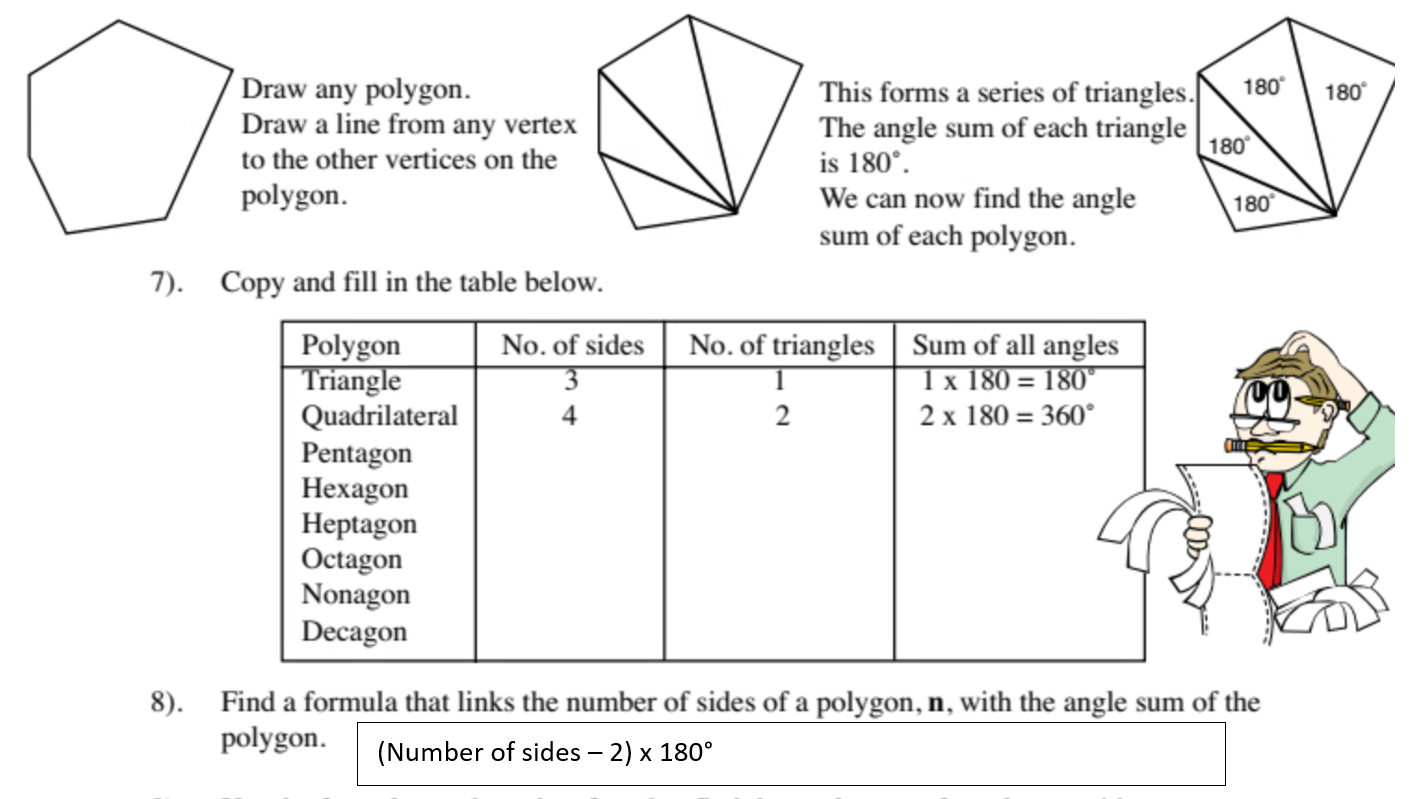 Draw any polygon.
Draw a line from any vertex
to the other vertices on the
polygon.
This forms a series of triangles.
The angle sum of each triangle
is 180°.
We can now find the angle
sum of each polygon.
180°
180°
180°
180°
7). Copy and fill in the table below.
Polygon No. of sides No. of triangles Sum of all angles
Triangle 3 1 1 x 180 = 180°
Quadrilateral 4 2 2 x 180 = 360°
Pentagon
Hexagon
Heptagon
Octagon
Nonagon
Decagon
8). Find a formula that links the number of sides of a polygon, n, with the angle sum of the
polygon.
(Number of sides – 2) x 180°